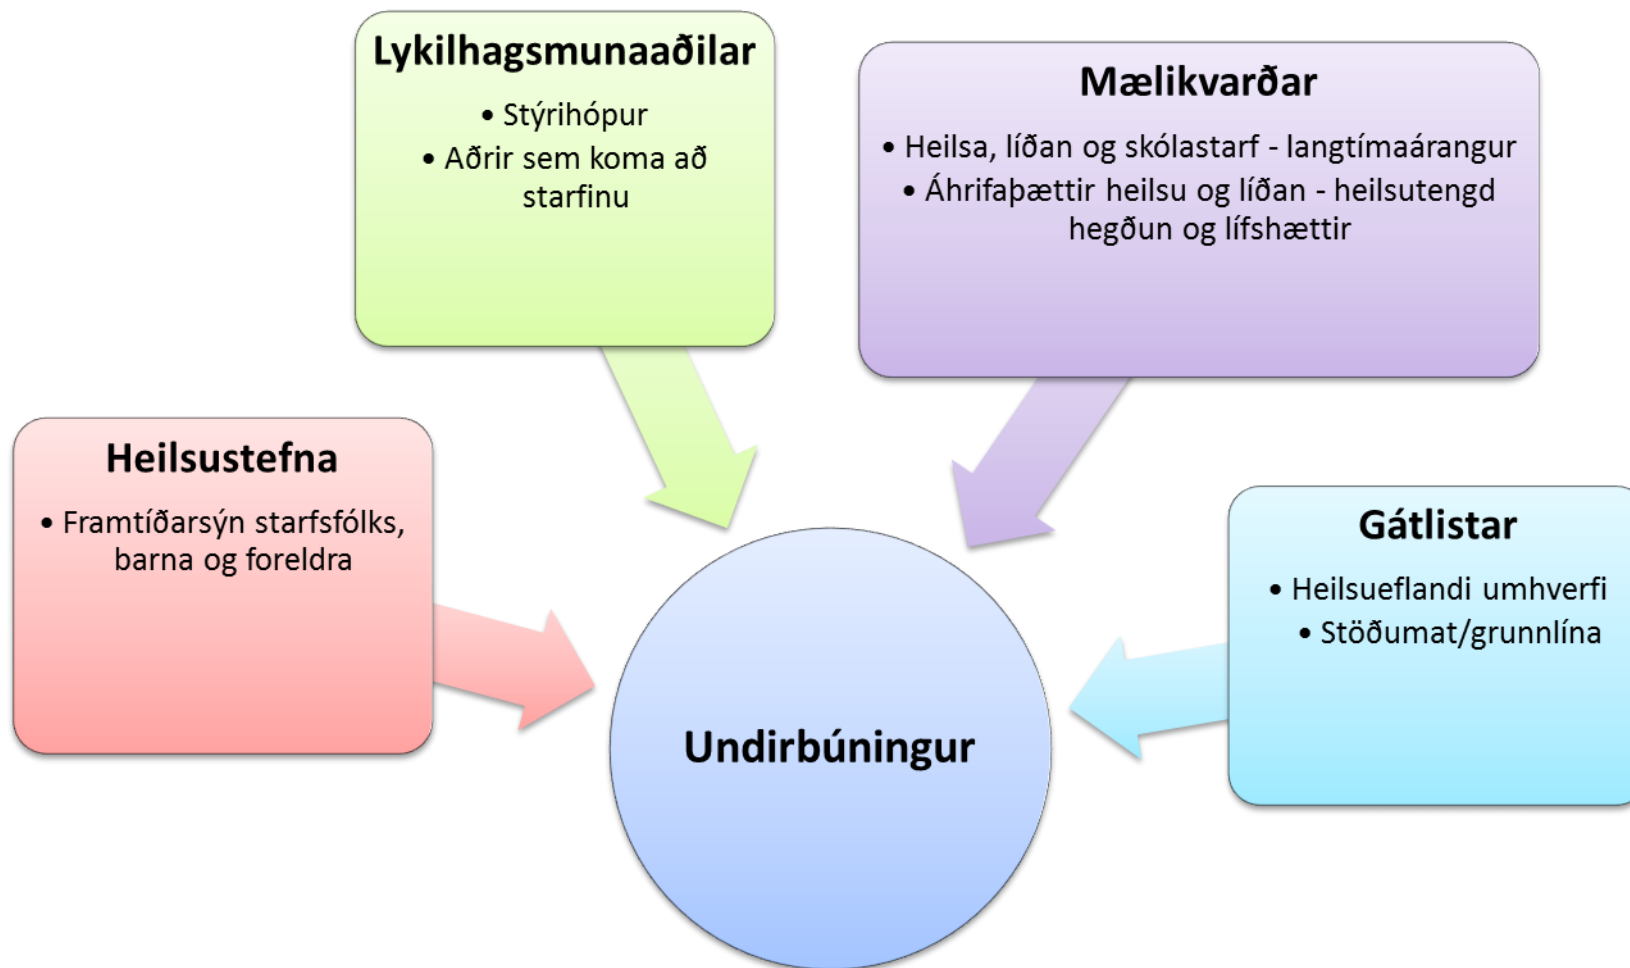 Lykilhagsmunaaðilar
• Stýrihópur
• Aðrir sem koma að
starfinu
Mælikvarðar
• Heilsa, líðan og skólastarf - langtímaárangur
• Áhrifaþættir heilsu og líðan - heilsutengd
hegðun og lífshættir
Heilsustefna
• Framtíðarsýn starfsfólks,
barna og foreldra
Gátlistar
• Heilsueflandi umhverfi
• Stöðumat/grunnlína
Undirbúningur